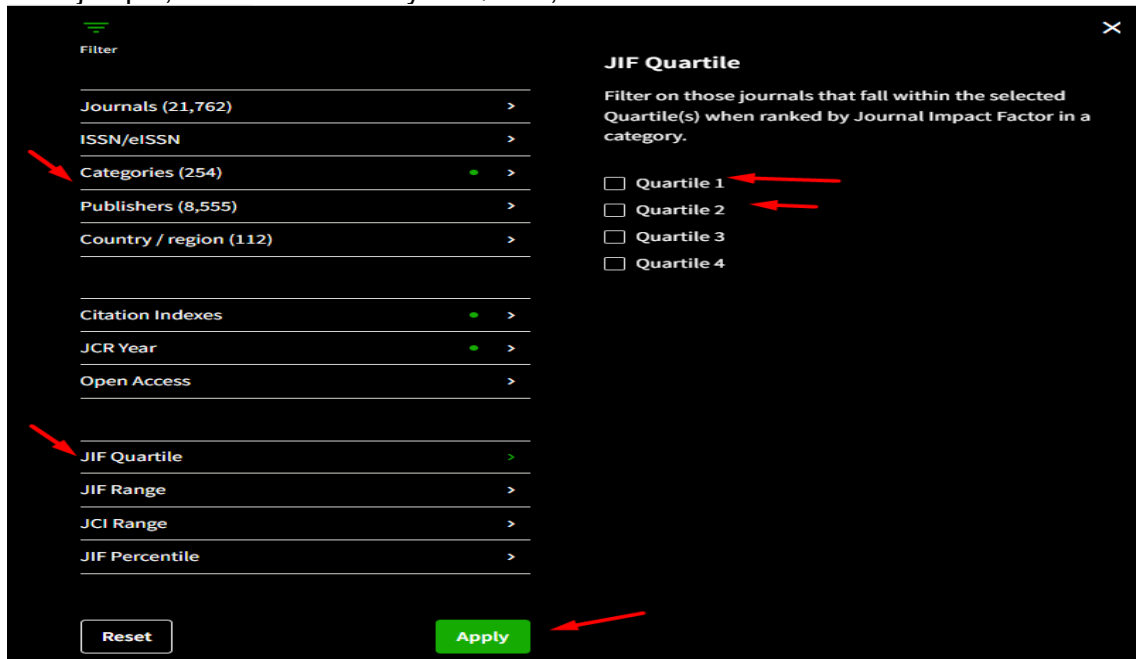 Filter
Journals (21,762)
ISSN/eISSN
Categories (254)
Publishers (8,555)
Country / region (112)
Citation Indexes
JCR Year
Open Access
JIF Quartile
JIF Range
JCI Range
JIF Percentile
Reset
Apply
JIF Quartile
Filter on those journals that fall within the selected
Quartile(s) when ranked by Journal Impact Factor in a
category.
Quartile 1
Quartile 2
Quartile 3
Quartile 4